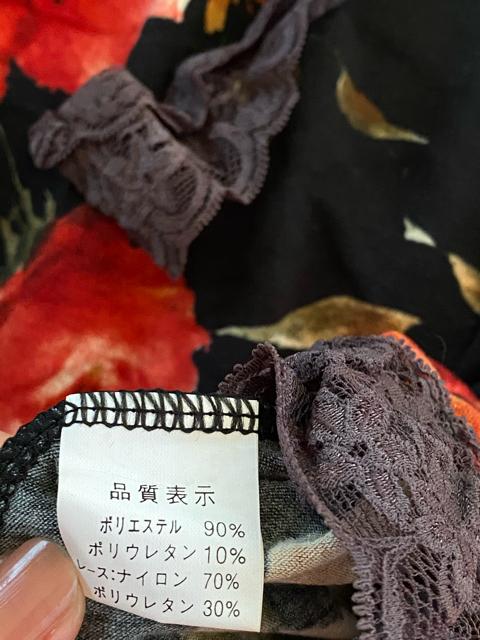 品質表示
ポリエステル 90%
ポリウレタン 10%
レース:ナイロン 70%
ポリウレタン 30%